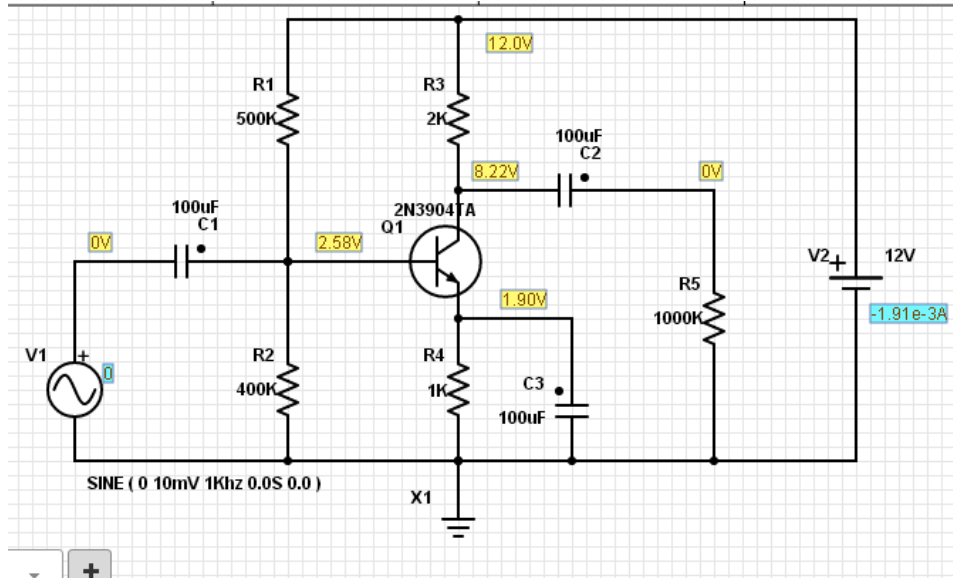 12.0V
R1
500K
R3
2K
100uF
C2
8.22V
0V
100uF
C1
2N3904TA
Q1
0V
2.58V
V2
+
12V
1.90V
R5
1000K
-1.91e-3A
V1
+
0
R2
400K
R4
1K
C3
100uF
SINE ( 0 10mV 1Khz 0.0S 0.0 )
X1
+